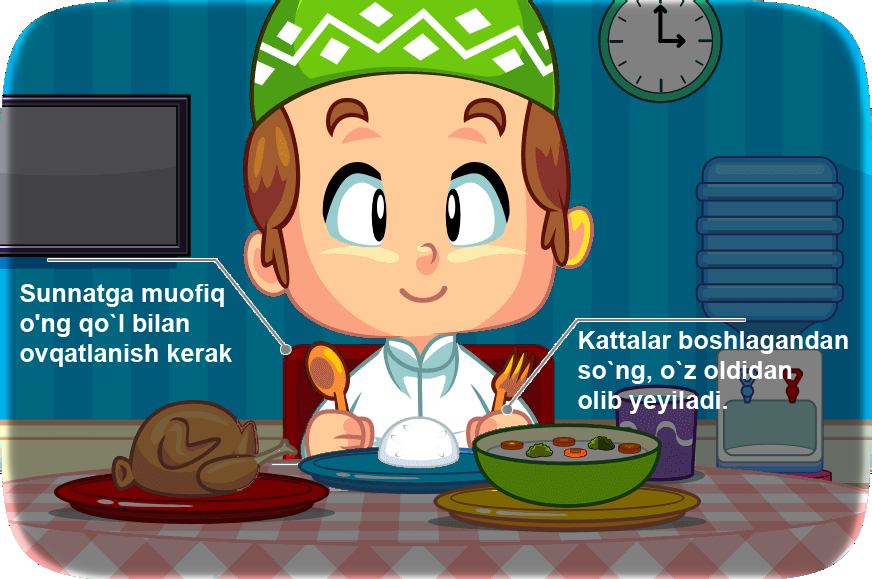 Sunnatga muofiq
o'ng qo`l bilan
ovqatlanish kerak
Kattalar boshlagandan
so`ng, o`z oldidan
olib yeyiladi.